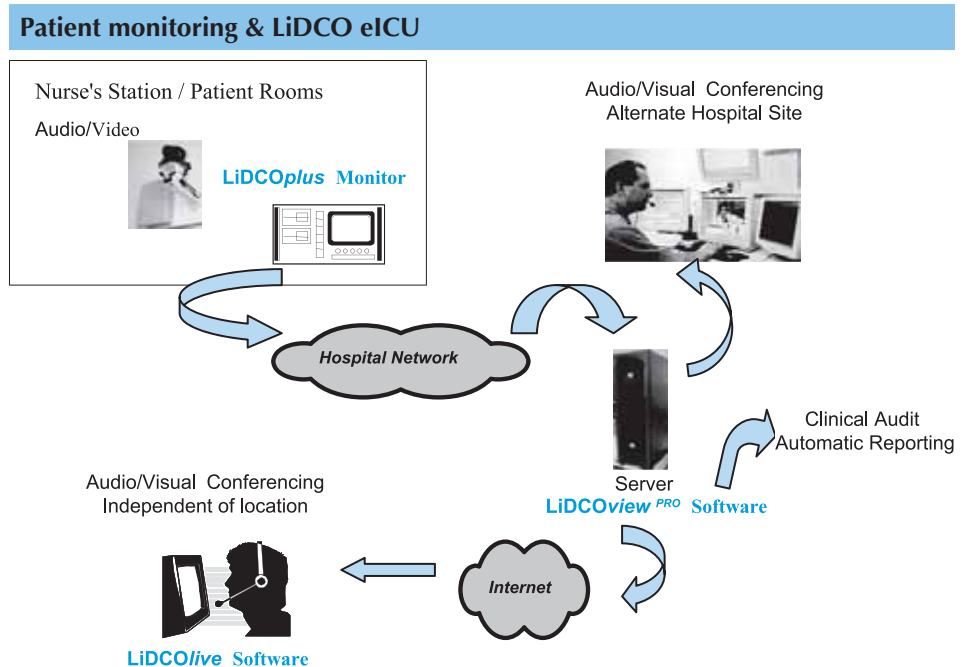 Patient monitoring & LiDCO eICU
Nurse's Station / Patient Rooms
Audio/Video
LiDCOplus Monitor
Audio/Visual Conferencing
Alternate Hospital Site
Hospital Network
Clinical Audit
Automatic Reporting
Server
LiDCOview PRO Software
Audio/Visual Conferencing
Independent of location
Internet
LiDCOlive Software